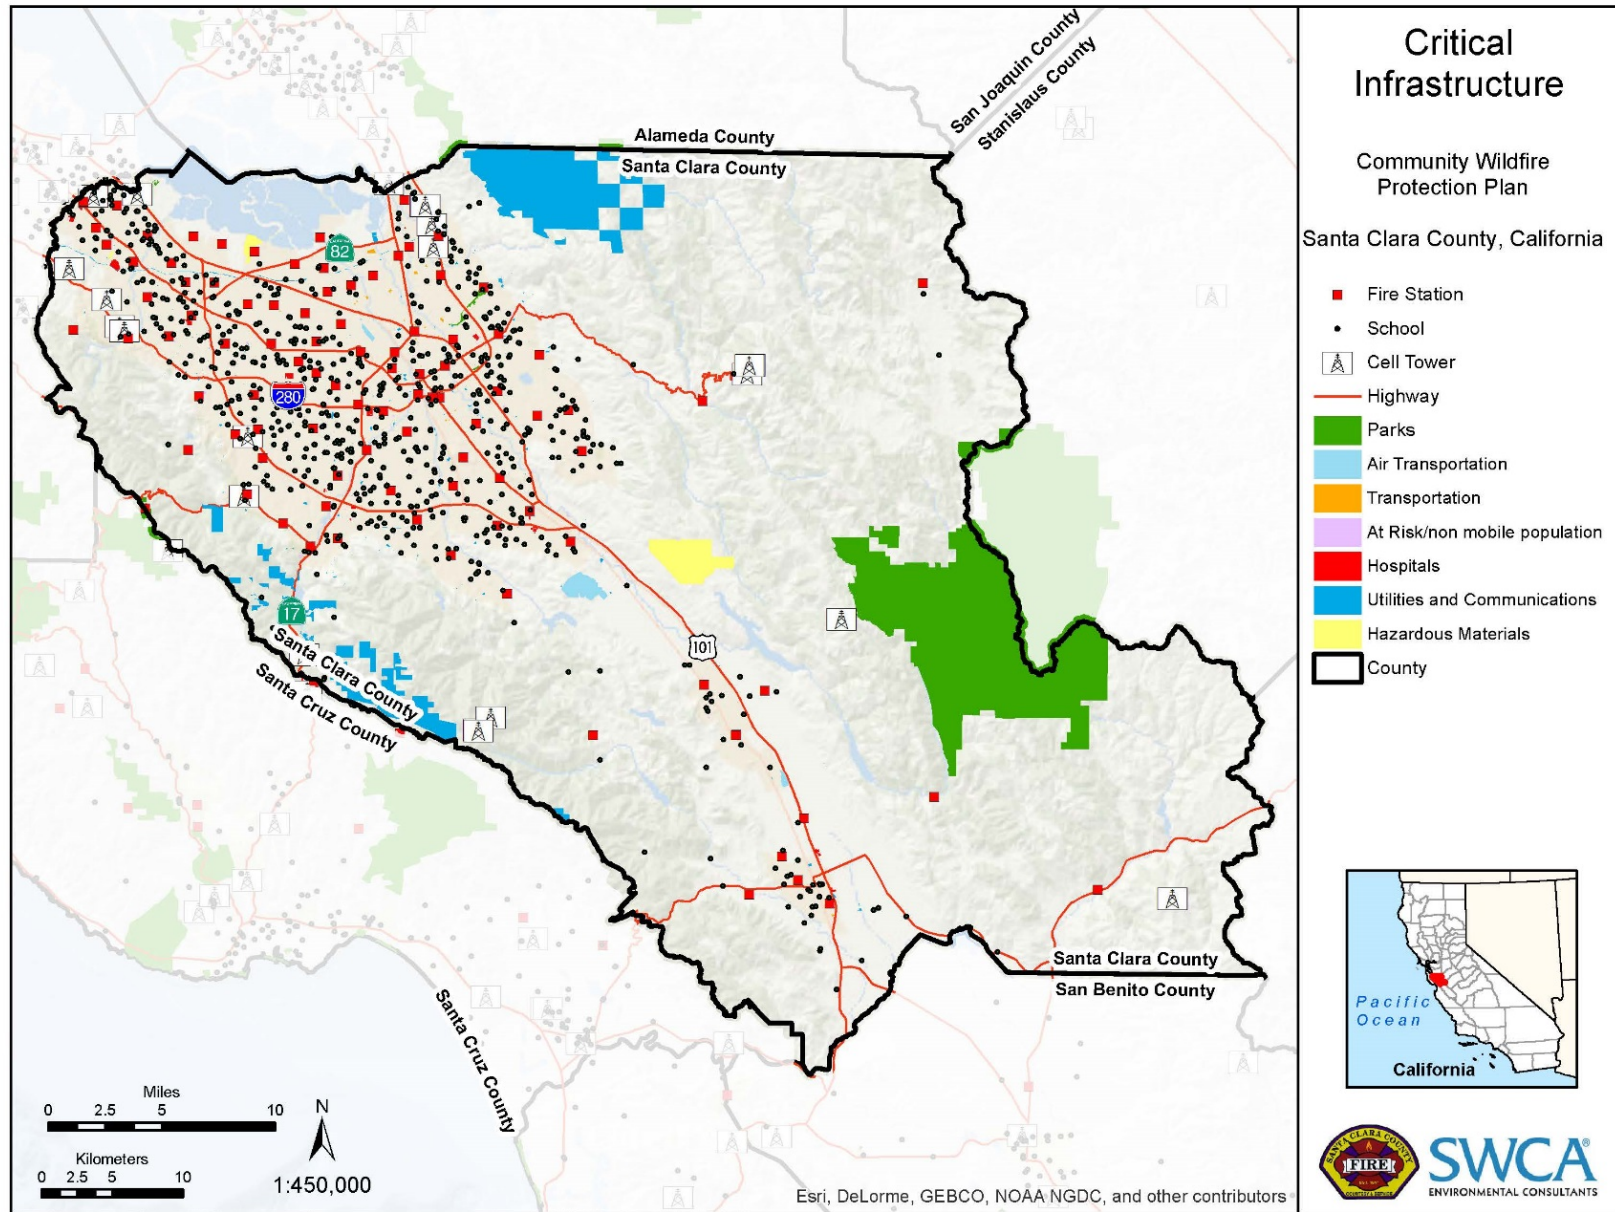 Critical
Infrastructure
Community Wildfire
Protection Plan
Santa Clara County, California
Fire Station
School
Cell Tower
Highway
Parks
Air Transportation
Transportation
At Risk/non mobile population
Hospitals
Utilities and Communications
Hazardous Materials
County
San Joaquin County
Stanislaus County
Alameda County
Santa Clara County
82
280
17
101
Santa Clara County
Santa Cruz County
Santa Clara County
San Benito County
Santa Cruz County
Miles
0 2.5 5 10
Kilometers
0 2.5 5 10
N
1:450,000
Esri, DeLorme, GEBCO, NOAA NGDC, and other contributors
Pacific
Ocean
California
SANTA CLARA COUNTY
FIRE
SWCA®
ENVIRONMENTAL CONSULTANTS